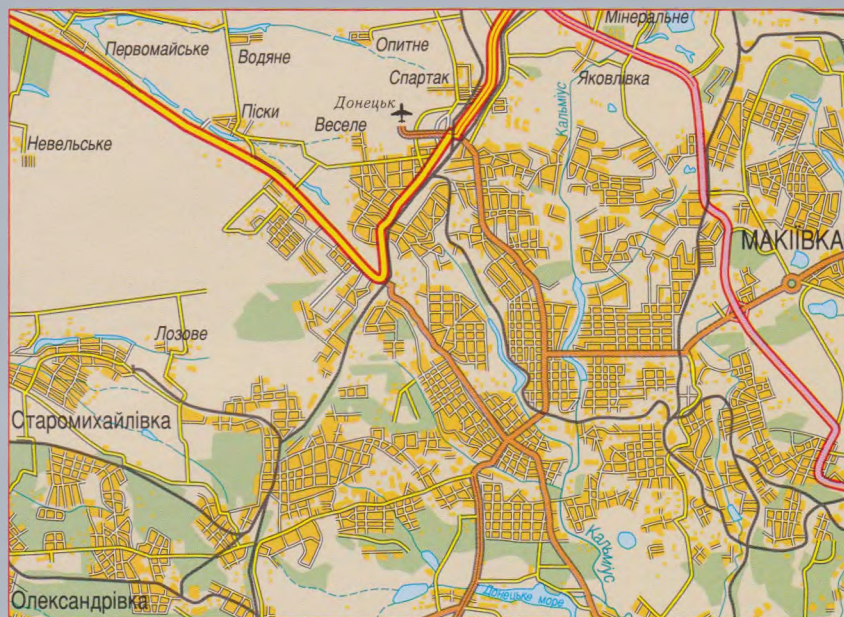 Мінеральне
Первомайське
Водяне
Опитне
Спартак
Яковлівка
Донецьк
Кальміус
Піски
Веселе
Невельське
МАКІЇВКА
Лозове
Старомихайлівка
Кальміус
Донецьке море
Олександрівка